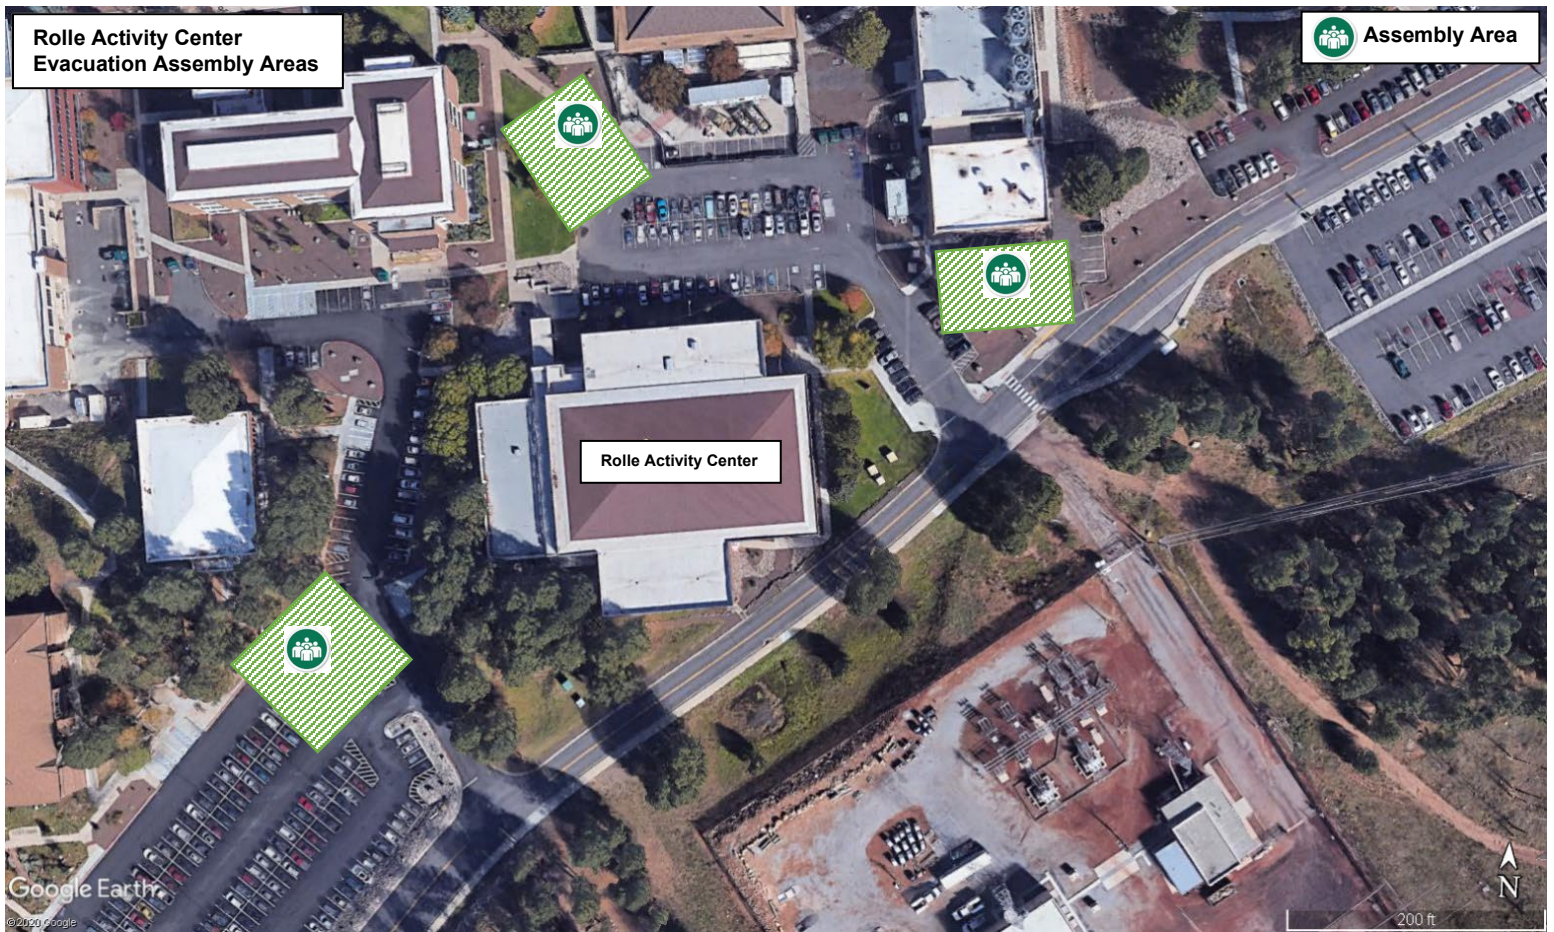 Rolle Activity Center
Evacuation Assembly Areas
Assembly Area
Rolle Activity Center
Google Earth
©2020 Google
N
200 ft